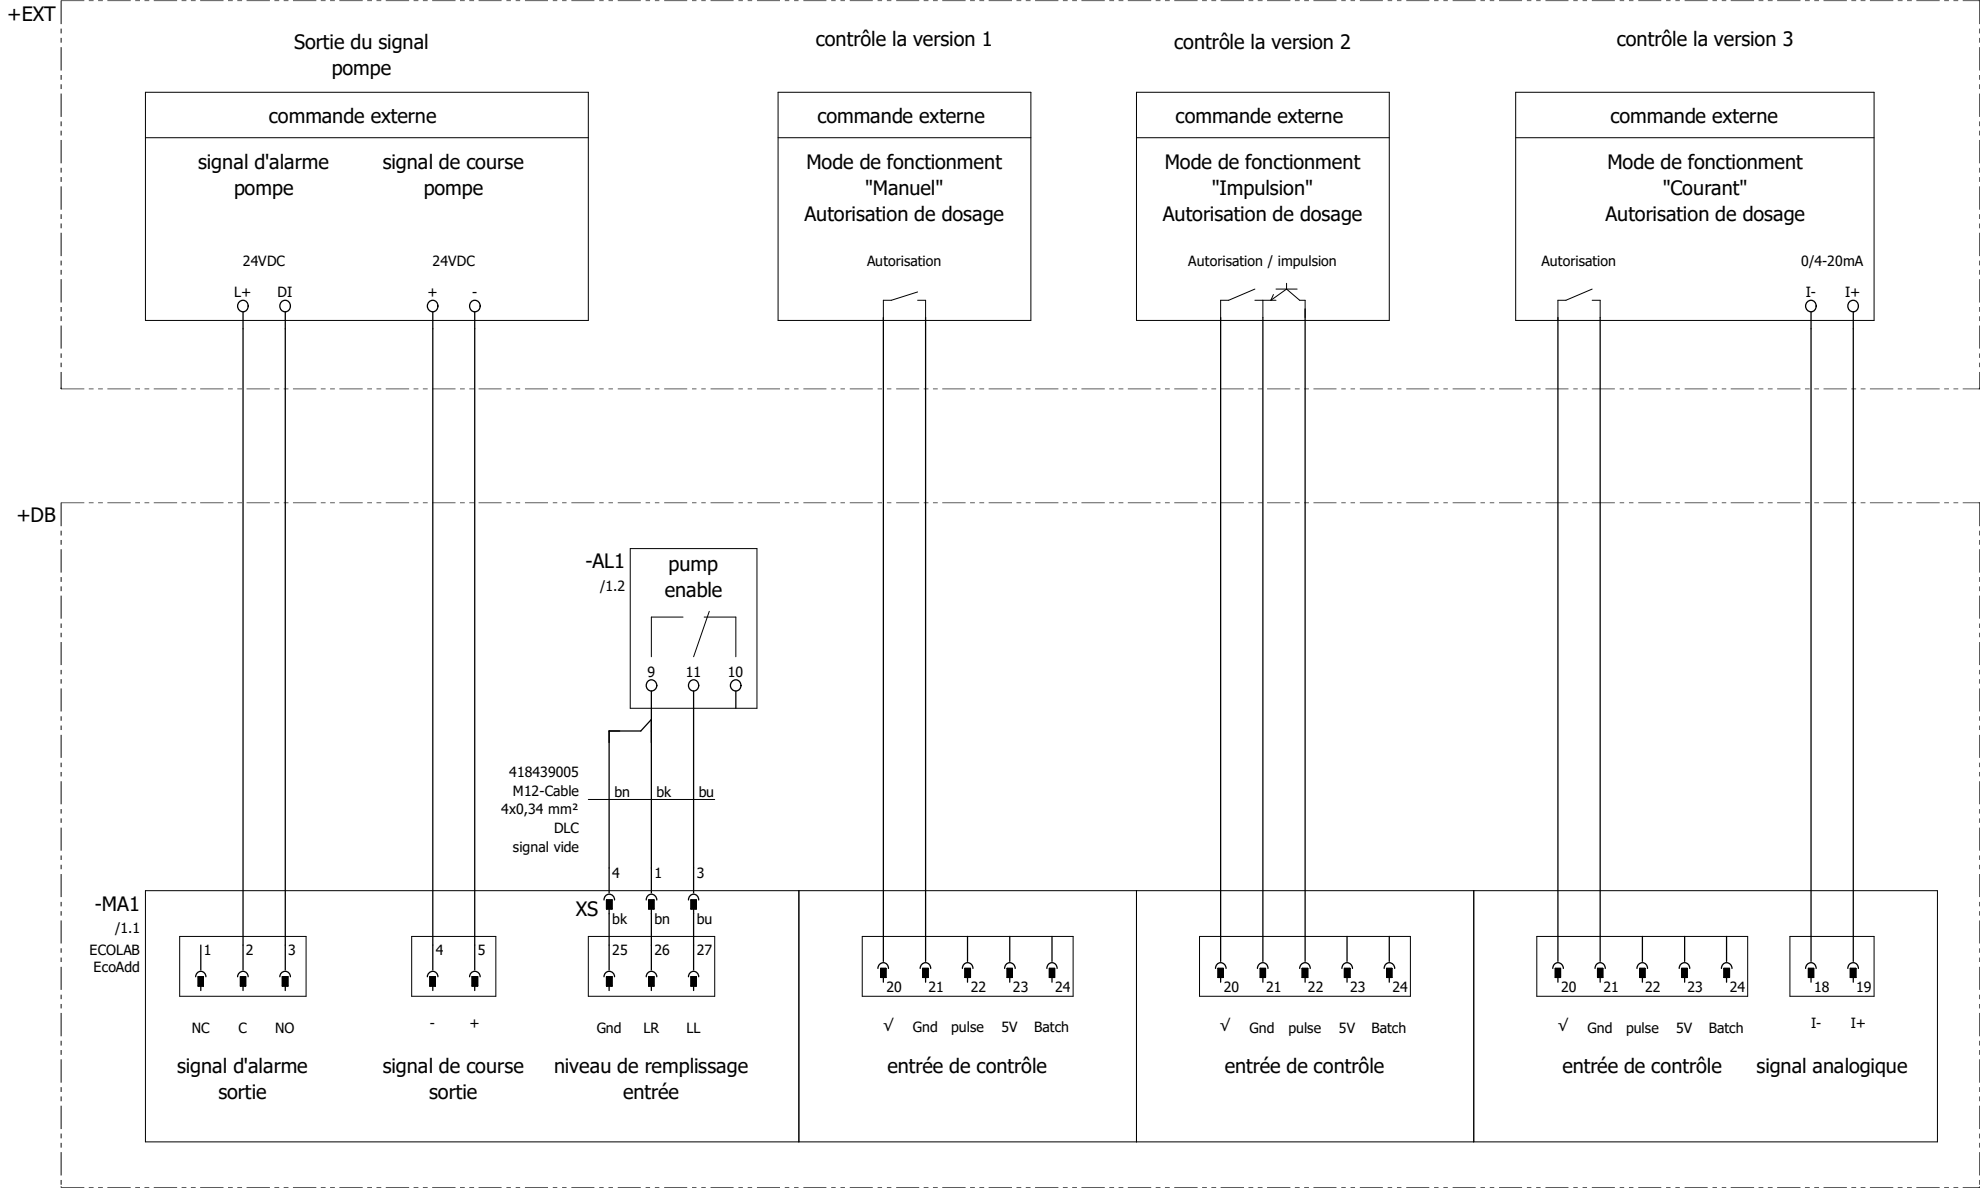 +EXT
Sortie du signal
pompe
contrôle la version 1
contrôle la version 2
contrôle la version 3
commande externe
commande externe
commande externe
commande externe
signal d'alarme
pompe
signal de course
pompe
Mode de fonctionment
"Manuel"
Autorisation de dosage
Mode de fonctionment
"Impulsion"
Autorisation de dosage
Mode de fonctionment
"Courant"
Autorisation de dosage
24VDC
24VDC
Autorisation
Autorisation / impulsion
Autorisation
0/4-20mA
L+ DI
+ -
I- I+
+DB
-AL1
/1.2
pump
enable
9 11 10
418439005
M12-Cable
4x0,34 mm²
DLC
signal vide
bn bk bu
4 1 3
-MA1
/1.1
ECOLAB
EcoAdd
XS
bk bn bu
1 2 3
4 5
25 26 27
20 21 22 23 24
20 21 22 23 24
20 21 22 23 24
18 19
NC C NO
- +
Gnd LR LL
√ Gnd pulse 5V Batch
√ Gnd pulse 5V Batch
√ Gnd pulse 5V Batch
I- I+
signal d'alarme
sortie
signal de course
sortie
niveau de remplissage
entrée
entrée de contrôle
entrée de contrôle
entrée de contrôle
signal analogique